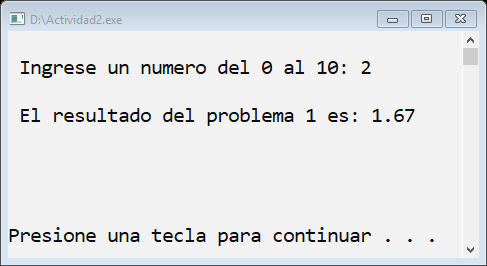 D:\Actividad2.exe
Ingrese un numero del 0 al 10: 2
El resultado del problema 1 es: 1.67
Presione una tecla para continuar . . .